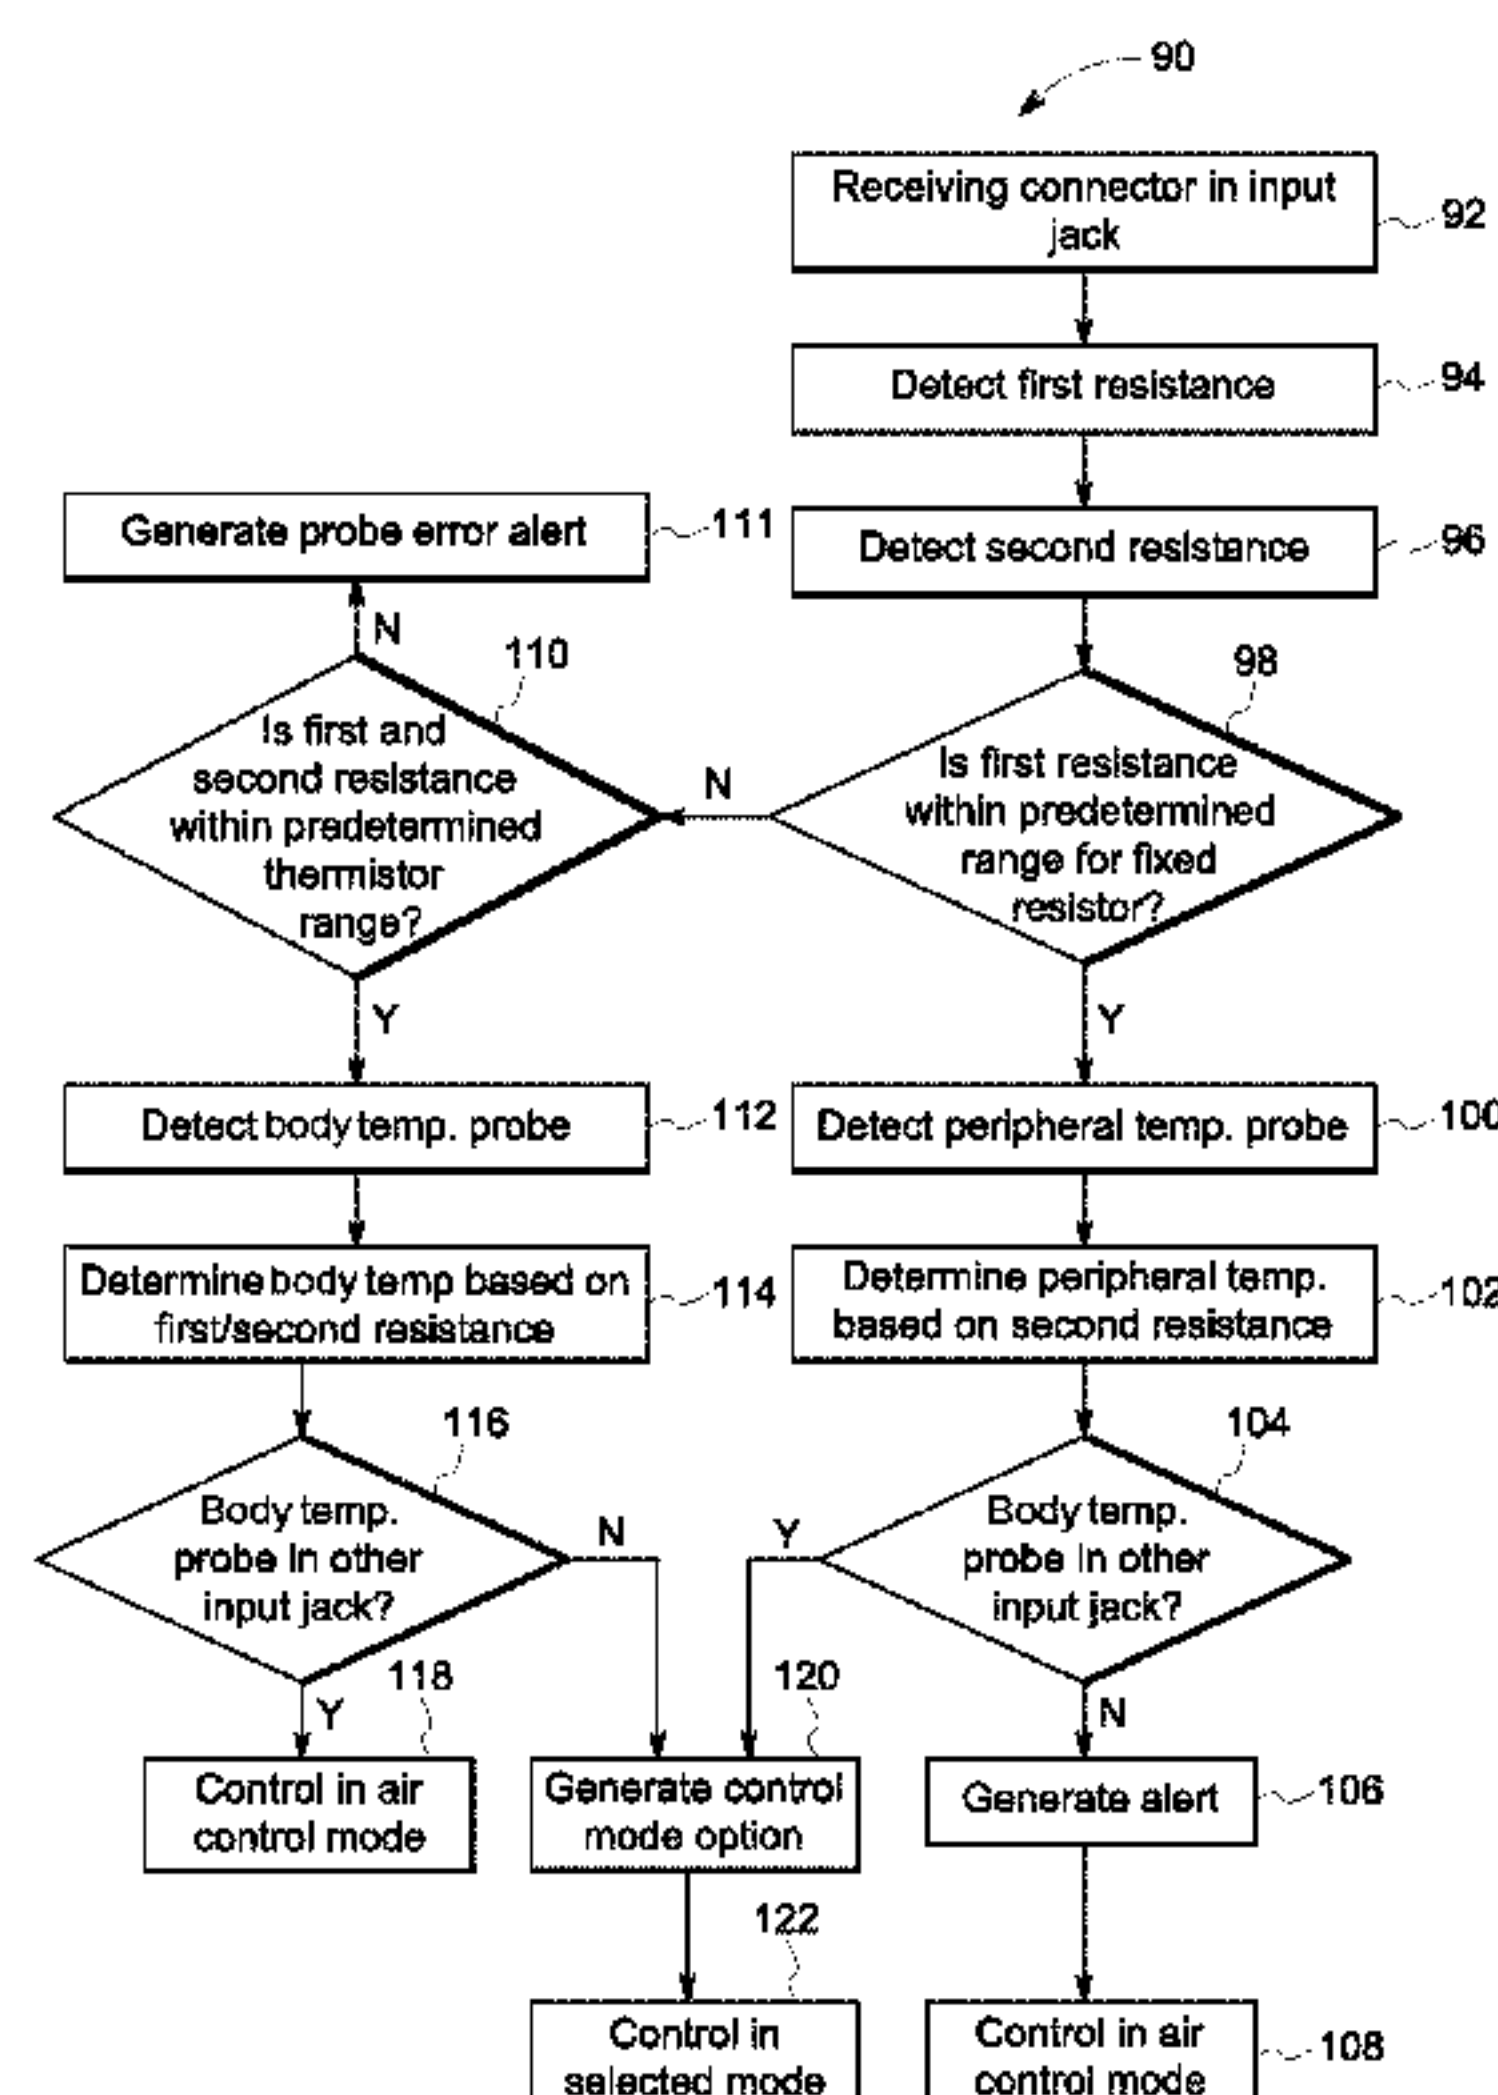 90
Receiving connector in input
jack
92
Detect first resistance
94
Generate probe error alert
111
Detect second resistance
96
N
110
98
Is first and
second resistance
within predetermined
thermistor
range?
N
Is first resistance
within predetermined
range for fixed
resistor?
Y
Y
Detect body temp. probe
112
Detect peripheral temp. probe
100
Determine body temp based on
first/second resistance
114
Determine peripheral temp.
based on second resistance
102
116
104
Body temp.
probe in other
input jack?
N
Y
Body temp.
probe in other
input jack?
118
120
Y
N
Control in air
control mode
Generate control
mode option
Generate alert
106
122
Control in
selected mode
Control in air
control mode
108